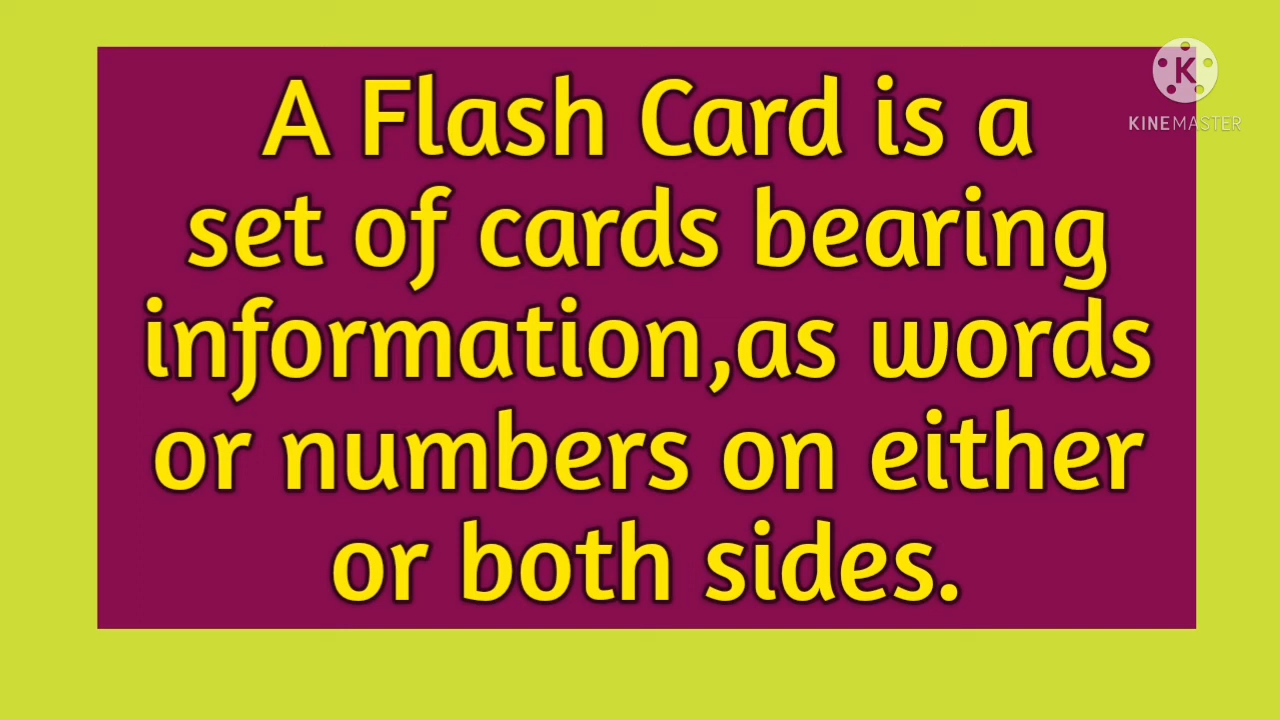 A Flash Card is a
set of cards bearing
information,as words
or numbers on either
or both sides.
K
KINEMASTER